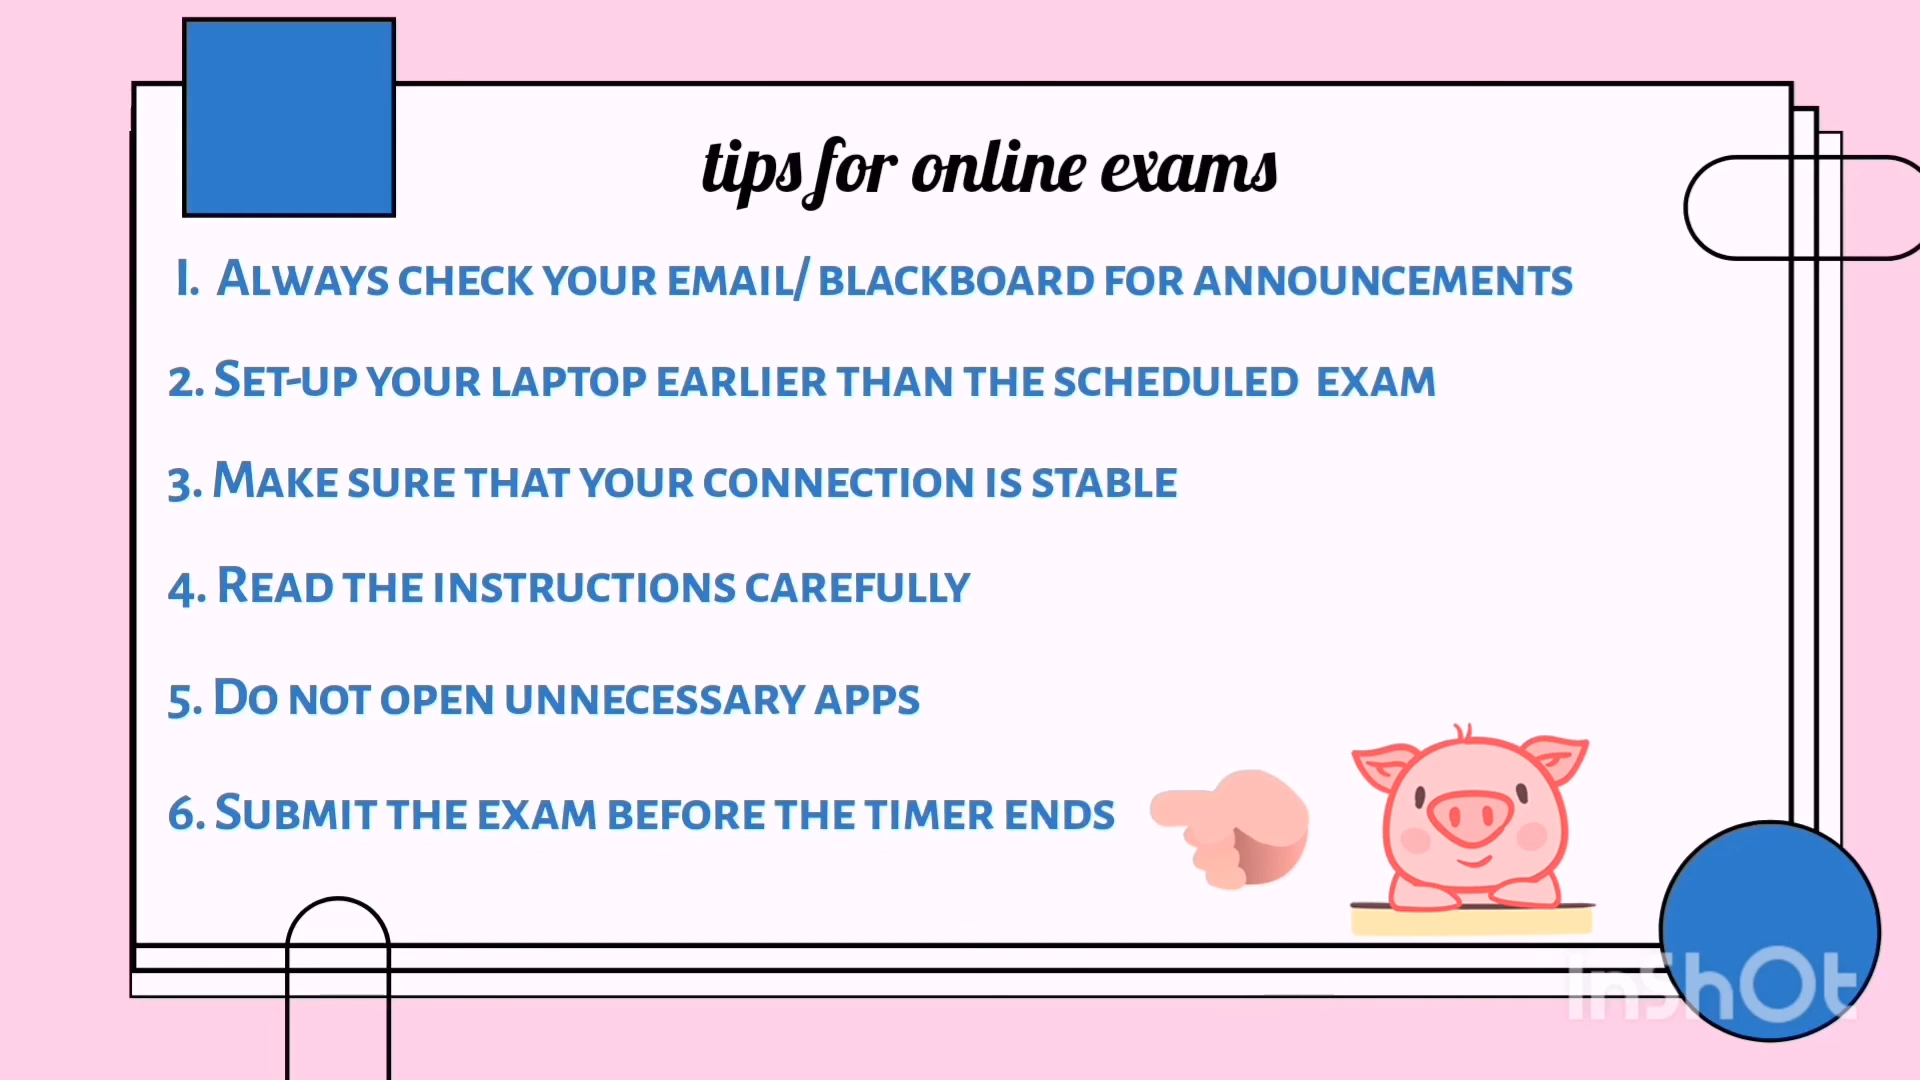 tips for online exams
1. Always check your email/ blackboard for announcements
2. Set-up your laptop earlier than the scheduled exam
3. Make sure that your connection is stable
4. Read the instructions carefully
5. Do not open unnecessary apps
6. Submit the exam before the timer ends
InShOt